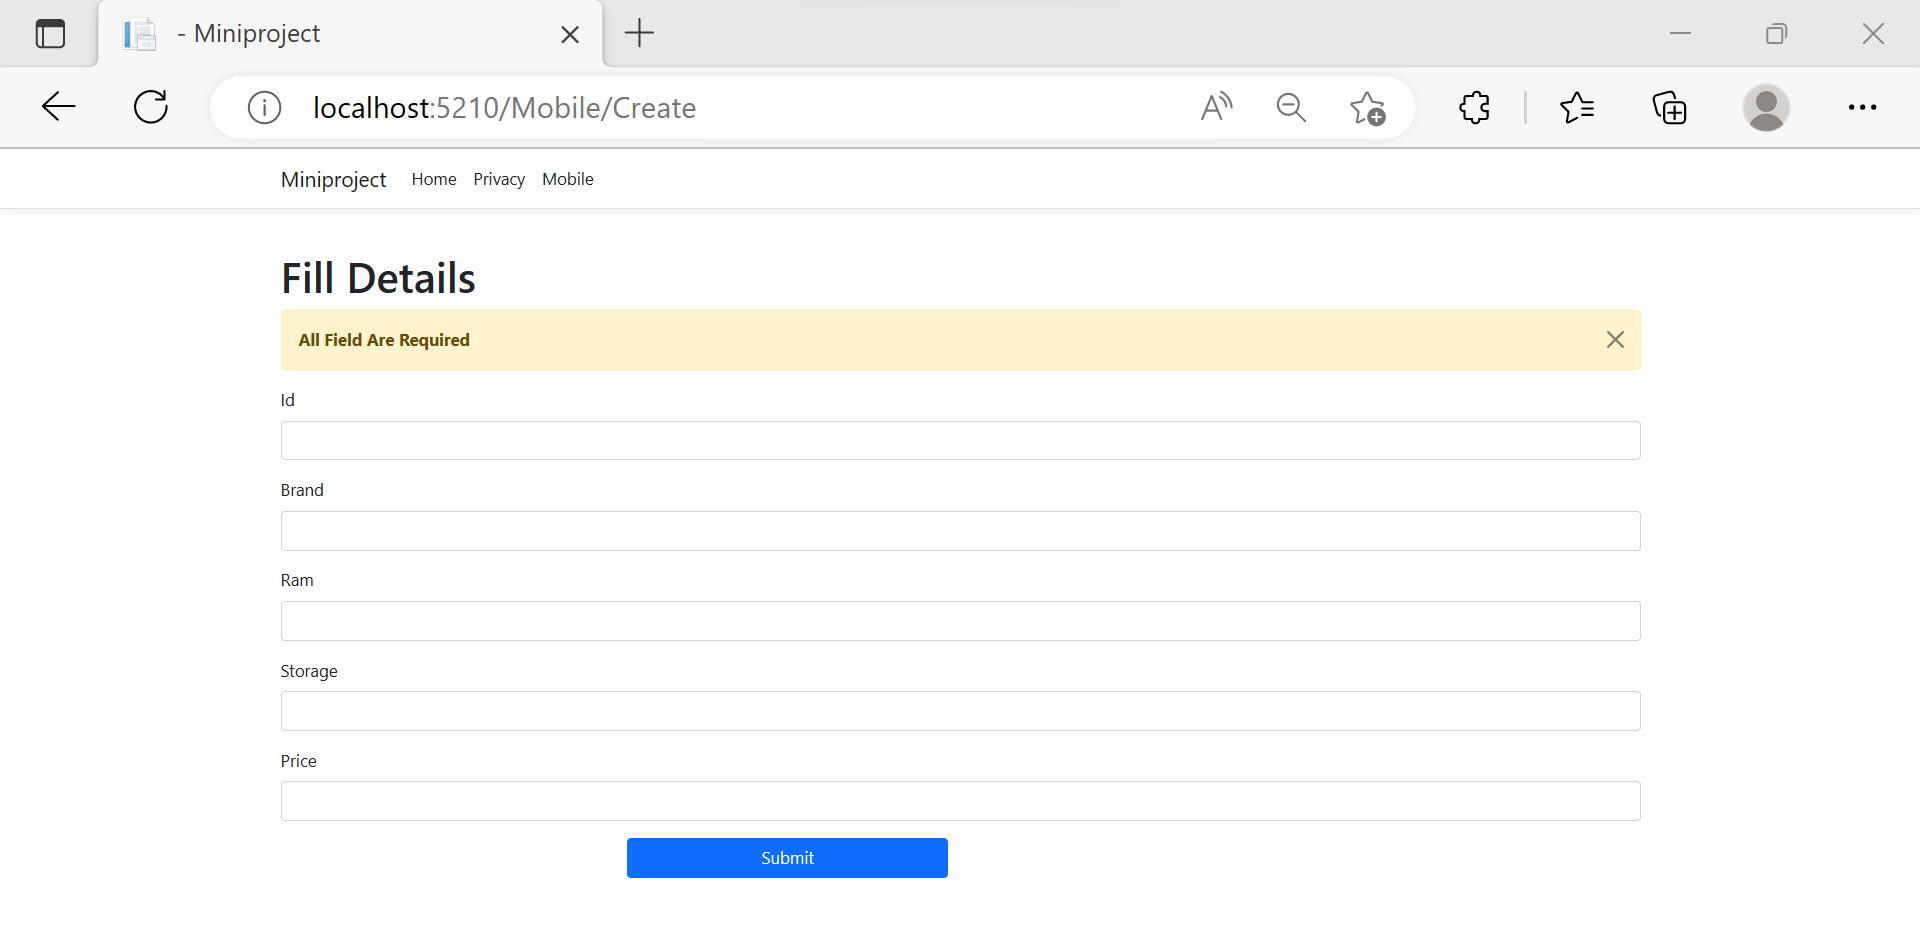 - Miniproject
localhost:5210/Mobile/Create
Miniproject Home Privacy Mobile
Fill Details
All Field Are Required
Id
Brand
Ram
Storage
Price
Submit